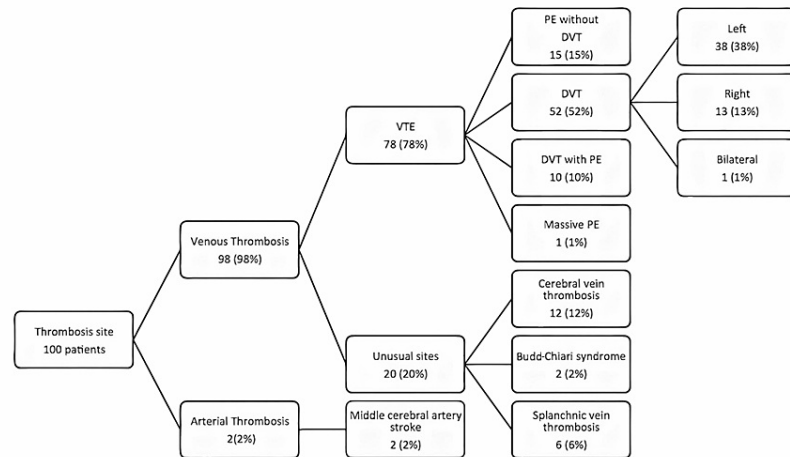 Thrombosis site
100 patients
Venous Thrombosis
98 (98%)
Arterial Thrombosis
2(2%)
VTE
78 (78%)
Unusual sites
20 (20%)
Middle cerebral artery
stroke
2 (2%)
PE without
DVT
15 (15%)
DVT
52 (52%)
DVT with PE
10 (10%)
Massive PE
1 (1%)
Cerebral vein
thrombosis
12 (12%)
Budd-Chiari syndrome
2 (2%)
Splanchnic vein
thrombosis
6 (6%)
Left
38 (38%)
Right
13 (13%)
Bilateral
1 (1%)